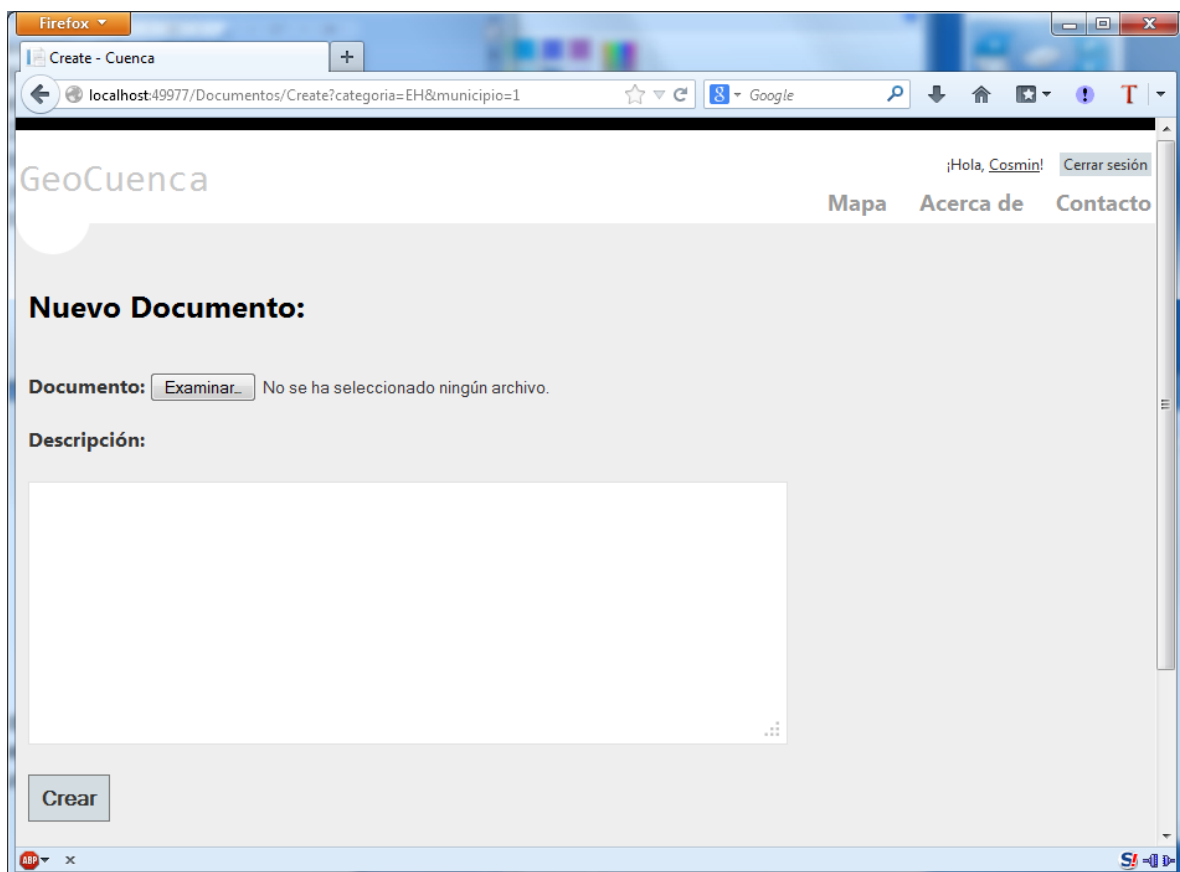 Firefox
Create - Cuenca
localhost:49977/Documentos/Create?categoria=EH&municipio=1
Google
GeoCuenca
¡Hola, Cosmin! Cerrar sesión
Mapa Acerca de Contacto
Nuevo Documento:
Documento: Examinar... No se ha seleccionado ningún archivo.
Descripción:
Crear
ABP